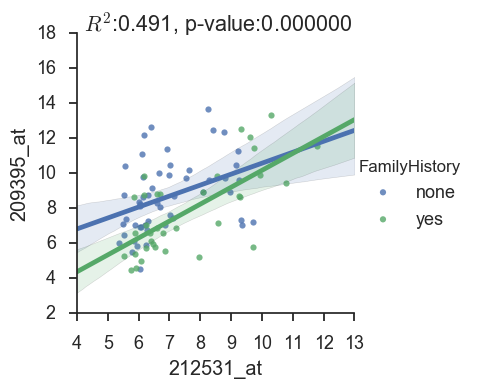 R²:0.491, p-value:0.000000
18
16
14
12
10
8
6
4
2
209395_at
4 5 6 7 8 9 10 11 12 13
212531_at
FamilyHistory
none
yes